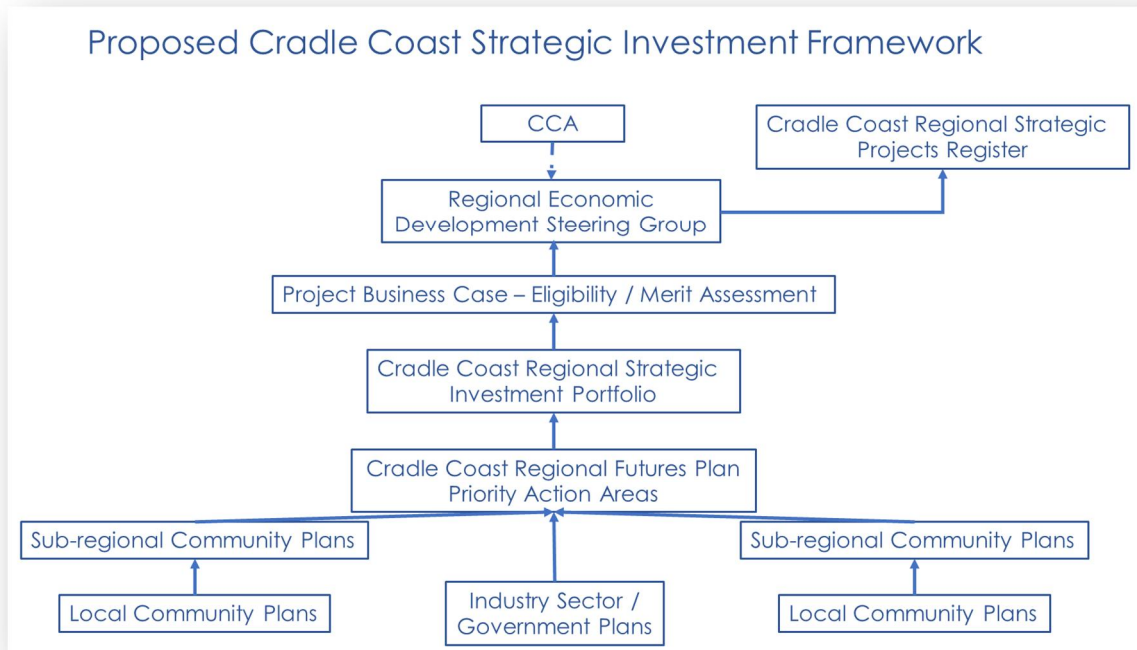 Proposed Cradle Coast Strategic Investment Framework
CCA
Cradle Coast Regional Strategic
Projects Register
Regional Economic
Development Steering Group
Project Business Case – Eligibility / Merit Assessment
Cradle Coast Regional Strategic
Investment Portfolio
Cradle Coast Regional Futures Plan
Priority Action Areas
Sub-regional Community Plans
Sub-regional Community Plans
Local Community Plans
Industry Sector /
Government Plans
Local Community Plans